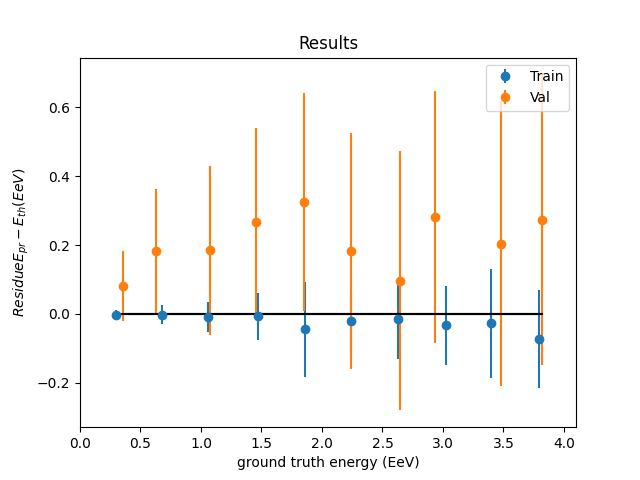 Results
Train
Val
ResidueE_{pr} − E_{th}(EeV)
0.6
0.4
0.2
0.0
−0.2
0.0 0.5 1.0 1.5 2.0 2.5 3.0 3.5 4.0
ground truth energy (EeV)